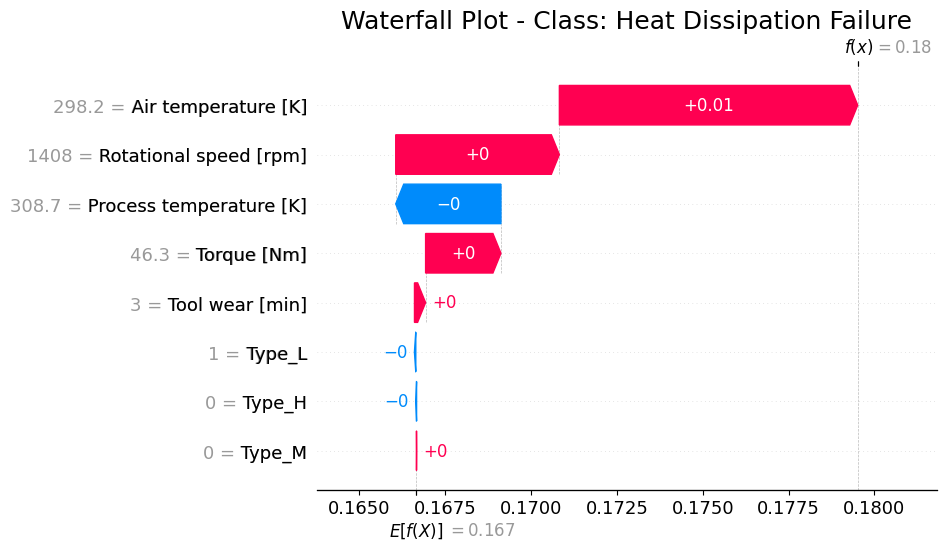 Waterfall Plot - Class: Heat Dissipation Failure
f(x) = 0.18
298.2 = Air temperature [K]
+0.01
1408 = Rotational speed [rpm]
+0
308.7 = Process temperature [K]
−0
46.3 = Torque [Nm]
+0
3 = Tool wear [min]
+0
1 = Type_L
−0
0 = Type_H
−0
0 = Type_M
+0
0.1650 0.1675 0.1700 0.1725 0.1750 0.1775 0.1800
E[f(X)] = 0.167